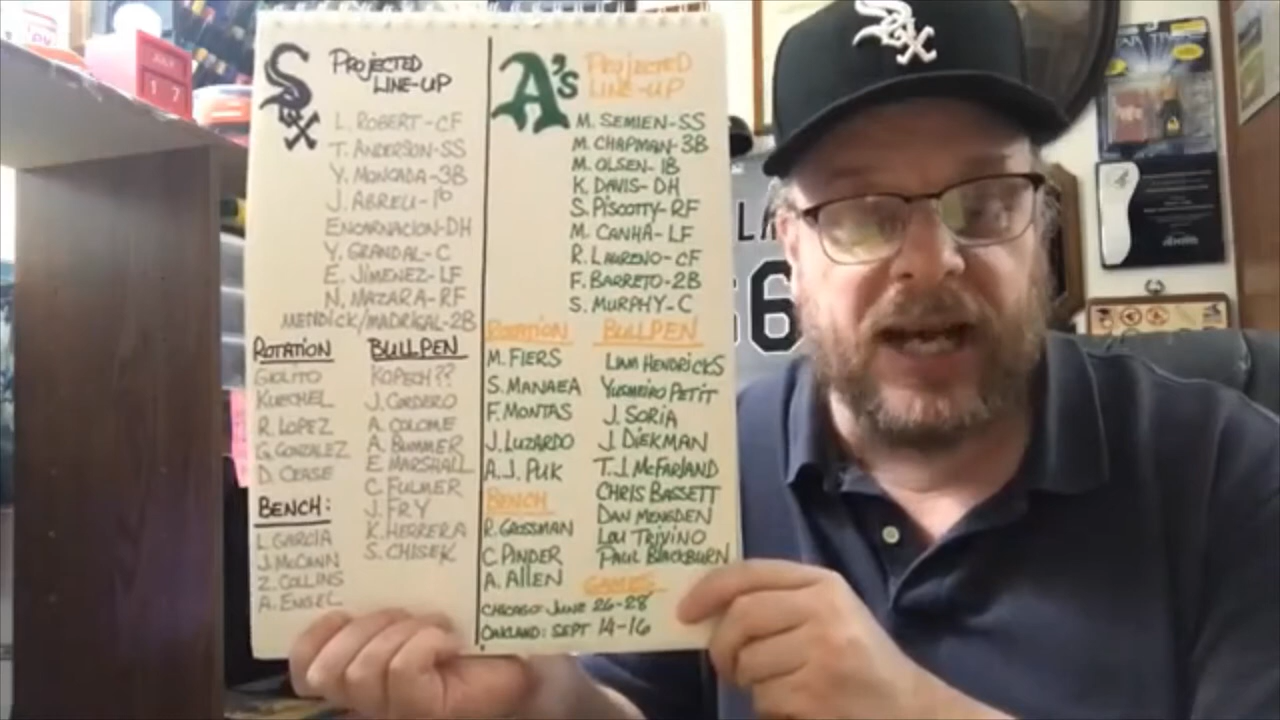 Sox
PROJECTED
LINE-UP
L. ROBERT-CF
T. ANDERSON-SS
Y. MONCADA-3B
J. ABREU-1B
ENCARNACION-DH
Y. GRANDAL-C
E. JIMENEZ-LF
N. MAZARA-RF
MENDICK/MADRIGAL-2B
ROTATION
GIOLITO
KUECHEL
R. LOPEZ
G. GONZALEZ
D. CEASE
BENCH:
L. GARCIA
J. McCANN
Z. COLLINS
A. ENGEL
BULLPEN
KOPECH??
J. CORDERO
A. COLOME
A. BUMMER
E. MARSHALL
C. FULMER
J. FRY
K. HERRERA
S. CHISEK
A's
PROJECTED
LINE-UP
M. SEMIEN-SS
M. CHAPMAN-3B
M. OLSEN-1B
K. DAVIS-DH
S. PISCOTTY-RF
M. CANHA-LF
R. LAURENO-CF
F. BARRETO-2B
S. MURPHY-C
ROTATION
M. FIERS
S. MANAEA
F. MONTAS
J. LUZARDO
A.J. PUK
BENCH
R. GROSSMAN
C. PINDER
A. ALLEN
BULLPEN
LIAM HENDRICKS
YUSMEIRO PETIT
J. SORIA
J. DIEKMAN
T.J. McFARLAND
CHRIS BASSETT
DAN MENGDEN
LOU TRIVINO
PAUL BLACKBURN
GAMES
CHICAGO: JUNE 26-28
OAKLAND: SEPT 14-16
Sox
JULY
17